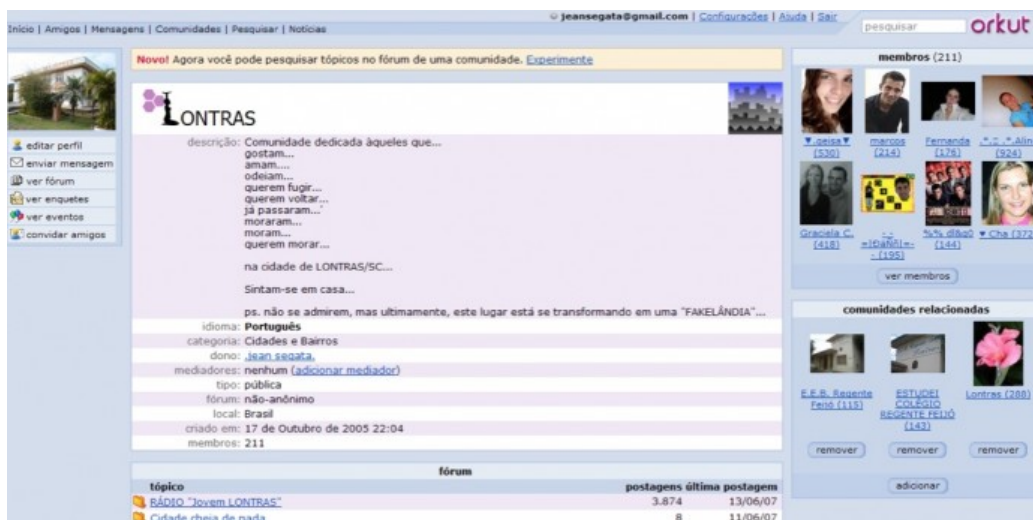 jeansegata@gmail.com | Configurações | Ajuda | Sair
Início | Amigos | Mensagens | Comunidades | Pesquisar | Notícias
pesquisar
orkut
Novo! Agora você pode pesquisar tópicos no fórum de uma comunidade. Experimente
editar perfil
enviar mensagem
ver fórum
ver enquetes
ver eventos
convidar amigos
LONTRAS
descrição: Comunidade dedicada àqueles que...
gostam...
amam....
odeiam...
querem fugir...
querem voltar...
já passaram...
moraram...
moram...
querem morar...
na cidade de LONTRAS/SC...
Sintam-se em casa...
ps. não se admirem, mas ultimamente, este lugar está se transformando em uma "FAKELÂNDIA"...
idioma: Português
categoria: Cidades e Bairros
dono: .jean segata.
mediadores: nenhum (adicionar mediador)
tipo: pública
fórum: não-anônimo
local: Brasil
criado em: 17 de Outubro de 2005 22:04
membros: 211
fórum
tópico postagens última postagem
RÁDIO "Jovem LONTRAS" 3.874 13/06/07
Cidade cheia de nada 8 11/06/07
membros (211)
▼.geisa▼ marcos Fernanda Alin
(530) (214) (176) (924)
Graciela C. ▼ Cha (372
(418) (195) (144)
ver membros
comunidades relacionadas
E.E.B. Regente ESTUDEI Lontras (288)
Feijó (115) COLÉGIO
REGENTE FEIJÓ
(143)
remover remover remover
adicionar